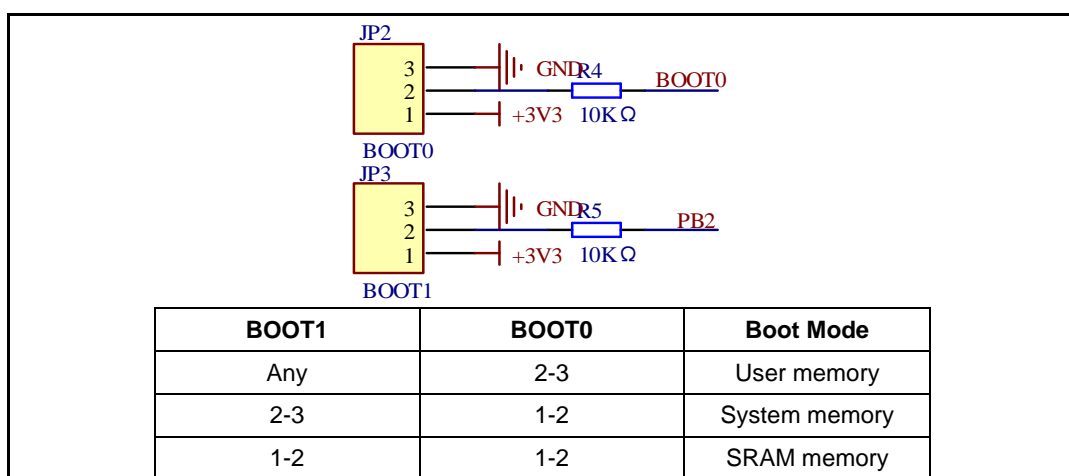 JP2
3 GND R4 BOOT0
2
1 +3V3 10KΩ
BOOT0
JP3
3 GND R5 PB2
2
1 +3V3 10KΩ
BOOT1
BOOT1 BOOT0 Boot Mode
Any 2-3 User memory
2-3 1-2 System memory
1-2 1-2 SRAM memory